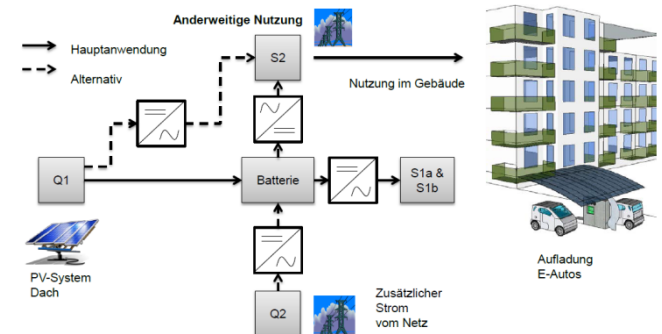 Anderweitige Nutzung
Hauptanwendung
Alternativ
S2
Nutzung im Gebäude
Q1
Batterie
S1a &
S1b
PV-System
Dach
Q2
Zusätzlicher
Strom
vom Netz
Aufladung
E-Autos